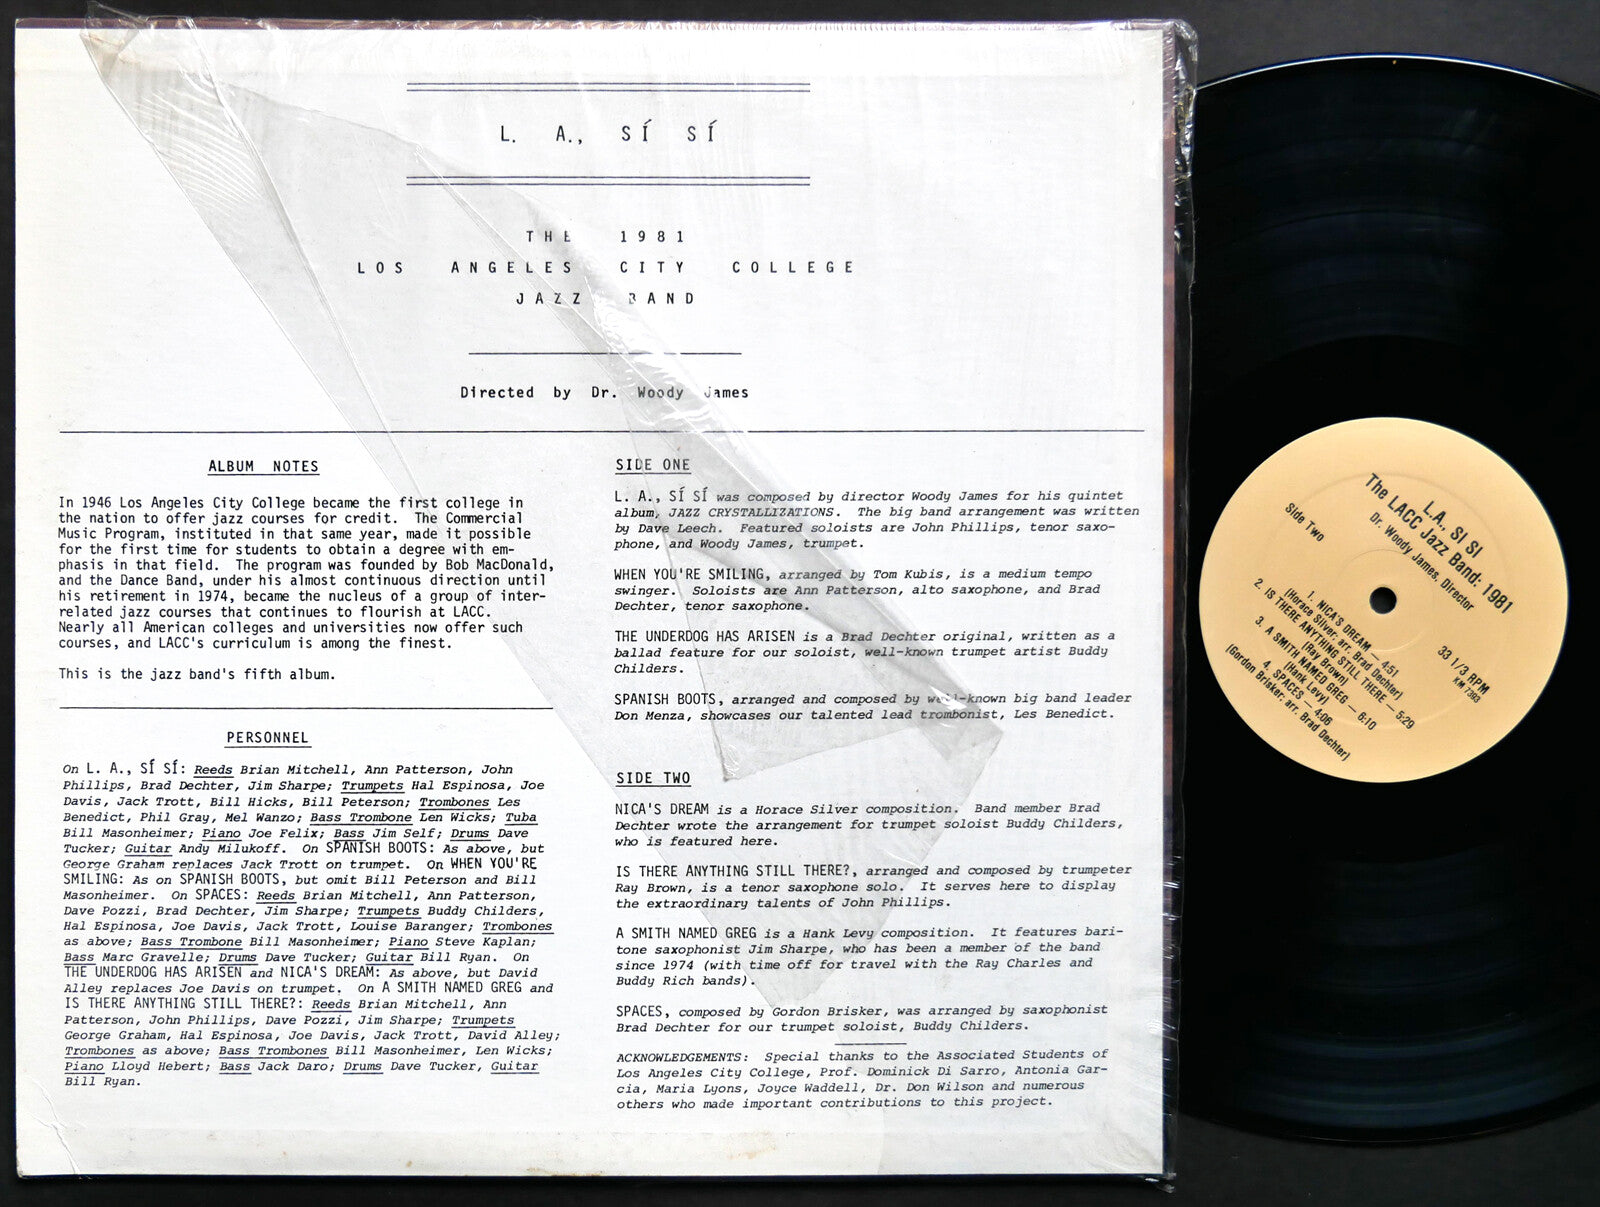 L. A., SÍ SÍ
THE 1981
LOS ANGELES CITY COLLEGE
JAZZ BAND
Directed by Dr. Woody James
ALBUM NOTES
In 1946 Los Angeles City College became the first college in
the nation to offer jazz courses for credit. The Commercial
Music Program, instituted in that same year, made it possible
for the first time for students to obtain a degree with em-
phasis in that field. The program was founded by Bob MacDonald,
and the Dance Band, under his almost continuous direction until
his retirement in 1974, became the nucleus of a group of inter-
related jazz courses that continues to flourish at LACC.
Nearly all American colleges and universities now offer such
courses, and LACC's curriculum is among the finest.
This is the jazz band's fifth album.
PERSONNEL
On L. A., SÍ SÍ: Reeds Brian Mitchell, Ann Patterson, John
Phillips, Brad Dechter, Jim Sharpe; Trumpets Hal Espinosa, Joe
Davis, Jack Trott, Bill Hicks, Bill Peterson; Trombones Les
Benedict, Phil Gray, Mel Wanzo; Bass Trombone Len Wicks; Tuba
Bill Masonheimer; Piano Joe Felix; Bass Jim Self; Drums Dave
Tucker; Guitar Andy Milukoff. On SPANISH BOOTS: As above, but
George Graham replaces Jack Trott on trumpet. On WHEN YOU'RE
SMILING: As on SPANISH BOOTS, but omit Bill Peterson and Bill
Masonheimer. On SPACES: Reeds Brian Mitchell, Ann Patterson,
Dave Pozzi, Brad Dechter, Jim Sharpe; Trumpets Buddy Childers,
Hal Espinosa, Joe Davis, Jack Trott, Louise Baranger; Trombones
as above; Bass Trombone Bill Masonheimer; Piano Steve Kaplan;
Bass Marc Gravelle; Drums Dave Tucker; Guitar Bill Ryan. On
THE UNDERDOG HAS ARISEN and NICA'S DREAM: As above, but David
Alley replaces Joe Davis on trumpet. On A SMITH NAMED GREG and
IS THERE ANYTHING STILL THERE?: Reeds Brian Mitchell, Ann
Patterson, John Phillips, Dave Pozzi, Jim Sharpe; Trumpets
George Graham, Hal Espinosa, Joe Davis, Jack Trott, David Alley;
Trombones as above; Bass Trombones Bill Masonheimer, Len Wicks;
Piano Lloyd Hebert; Bass Jack Daro; Drums Dave Tucker, Guitar
Bill Ryan.
SIDE ONE
L. A., SÍ SÍ was composed by director Woody James for his quintet
album, JAZZ CRYSTALLIZATIONS. The big band arrangement was written
by Dave Leech. Featured soloists are John Phillips, tenor saxo-
phone, and Woody James, trumpet.
WHEN YOU'RE SMILING, arranged by Tom Kubis, is a medium tempo
swinger. Soloists are Ann Patterson, alto saxophone, and Brad
Dechter, tenor saxophone.
THE UNDERDOG HAS ARISEN is a Brad Dechter original, written as a
ballad feature for our soloist, well-known trumpet artist Buddy
Childers.
SPANISH BOOTS, arranged and composed by well-known big band leader
Don Menza, showcases our talented lead trombonist, Les Benedict.
SIDE TWO
NICA'S DREAM is a Horace Silver composition. Band member Brad
Dechter wrote the arrangement for trumpet soloist Buddy Childers,
who is featured here.
IS THERE ANYTHING STILL THERE?, arranged and composed by trumpeter
Ray Brown, is a tenor saxophone solo. It serves here to display
the extraordinary talents of John Phillips.
A SMITH NAMED GREG is a Hank Levy composition. It features bari-
tone saxophonist Jim Sharpe, who has been a member of the band
since 1974 (with time off for travel with the Ray Charles and
Buddy Rich bands).
SPACES, composed by Gordon Brisker, was arranged by saxophonist
Brad Dechter for our trumpet soloist, Buddy Childers.
ACKNOWLEDGEMENTS: Special thanks to the Associated Students of
Los Angeles City College, Prof. Dominick Di Sarro, Antonia Gar-
cia, Maria Lyons, Joyce Waddell, Dr. Don Wilson and numerous
others who made important contributions to this project.
L.A., SI SI
The LACC Jazz Band: 1981
Dr. Woody James, Director
Side Two
33 1/3 RPM
KM 7393
1. NICA'S DREAM — 4:51
(Horace Silver: arr. Brad Dechter)
2. IS THERE ANYTHING STILL THERE — 5:29
(Ray Brown)
3. A SMITH NAMED GREG — 6:10
(Hank Levy)
4. SPACES — 4:06
(Gordon Brisker: arr. Brad Dechter)